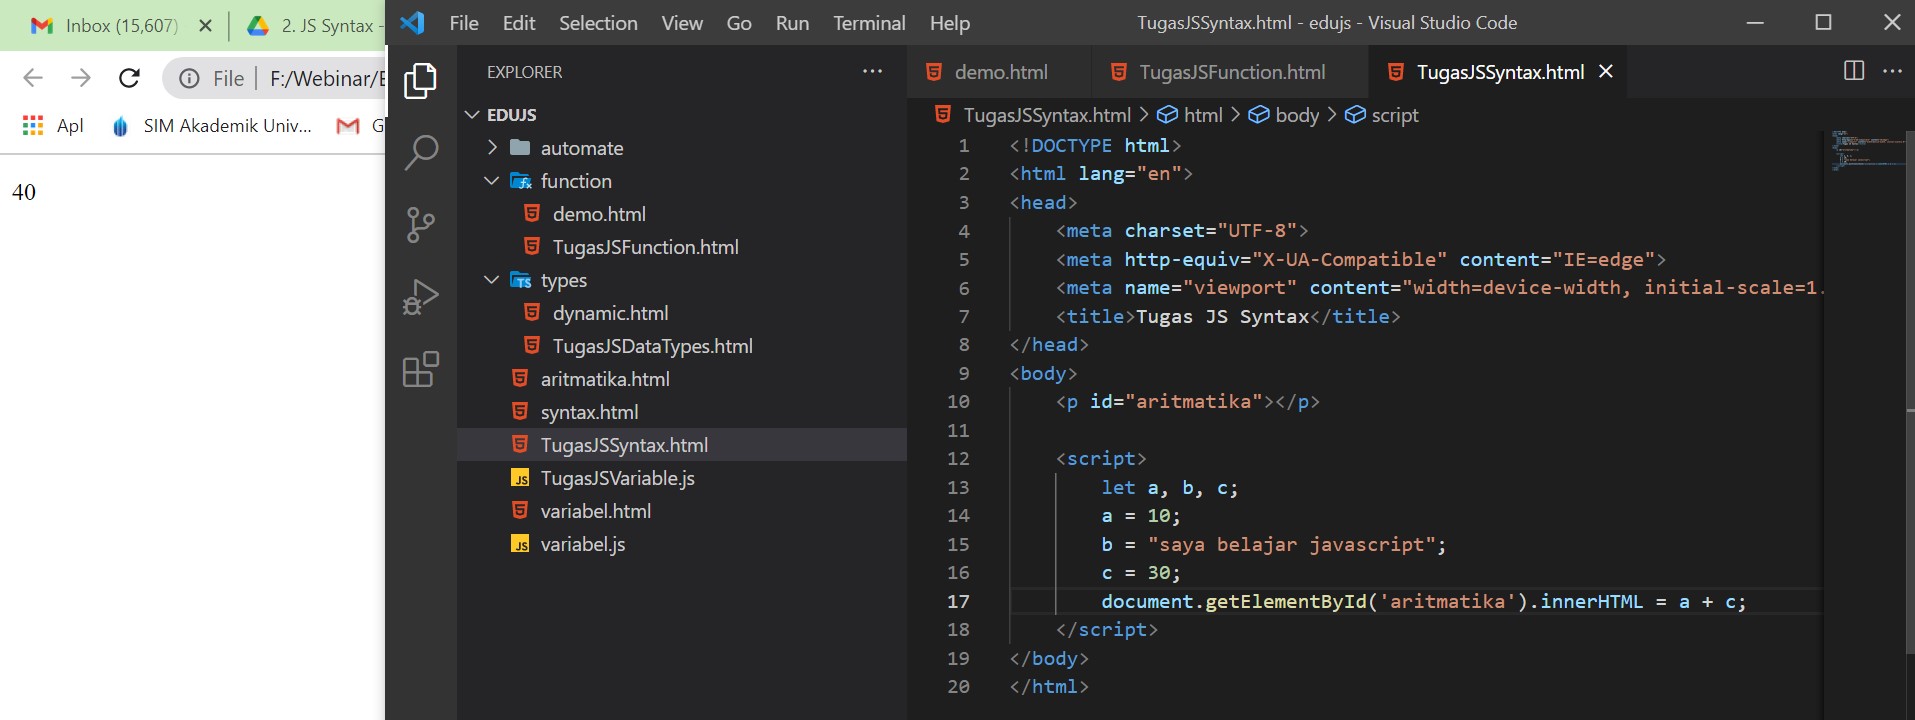 Inbox (15,607)
2. JS Syntax -
File F:/Webinar/E
Apl SIM Akademik Univ... G
40
File Edit Selection View Go Run Terminal Help
TugasJSSyntax.html - edujs - Visual Studio Code
EXPLORER
EDUJS
automate
function
demo.html
TugasJSFunction.html
types
dynamic.html
TugasJSDataTypes.html
aritmatika.html
syntax.html
TugasJSSyntax.html
TugasJSVariable.js
variabel.html
variabel.js
demo.html TugasJSFunction.html TugasJSSyntax.html
TugasJSSyntax.html > html > body > script
1 <!DOCTYPE html>
2 <html lang="en">
3 <head>
4 <meta charset="UTF-8">
5 <meta http-equiv="X-UA-Compatible" content="IE=edge">
6 <meta name="viewport" content="width=device-width, initial-scale=1.
7 <title>Tugas JS Syntax</title>
8 </head>
9 <body>
10 <p id="aritmatika"></p>
11
12 <script>
13 let a, b, c;
14 a = 10;
15 b = "saya belajar javascript";
16 c = 30;
17 document.getElementById('aritmatika').innerHTML = a + c;
18 </script>
19 </body>
20 </html>